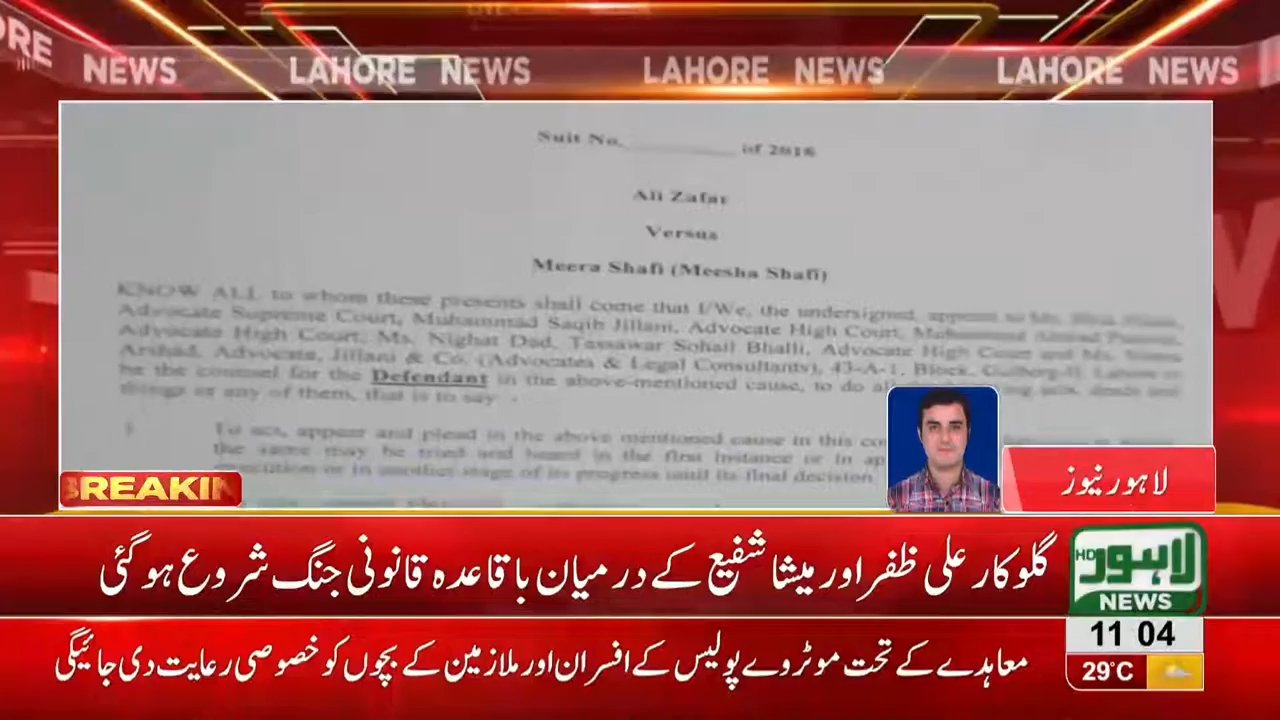 LAHORE NEWS LAHORE NEWS LAHORE NEWS
Suit No. of 2018
Ali Zafar
Versus
Meera Shafi (Meesha Shafi)
KNOW ALL to whom these presents shall come that I/We, the undersigned, appoint
Advocate Supreme Court, Muhammad Saqib Jillani, Advocate High Court,
Advocate High Court, Ms. Nighat Dad, Tassawar Sohail Bhalli, Advocate High Court and Ms.
Arshad, Advocate, Jillani & Co. (Advocates & Legal Consultants), 43-A-1, Block, Gulberg-II, Lahore to
be the counsel for the Defendant in the above-mentioned cause, to do all
things or any of them, that is to say
To act, appear and plead in the above mentioned cause in this
the same may be tried and heard in the first instance or in
execution or in another stage of its progress until its final decision
BREAKIN
لاہور نیوز
گلوکار علی ظفر اور میشا شفیع کے درمیان باقاعدہ قانونی جنگ شروع ہو گئی
HD لاہور
NEWS
11 04
معاہدے کے تحت موٹروے پولیس کے افسران اور ملازمین کے بچوں کو خصوصی رعایت دی جائیگی
29°C